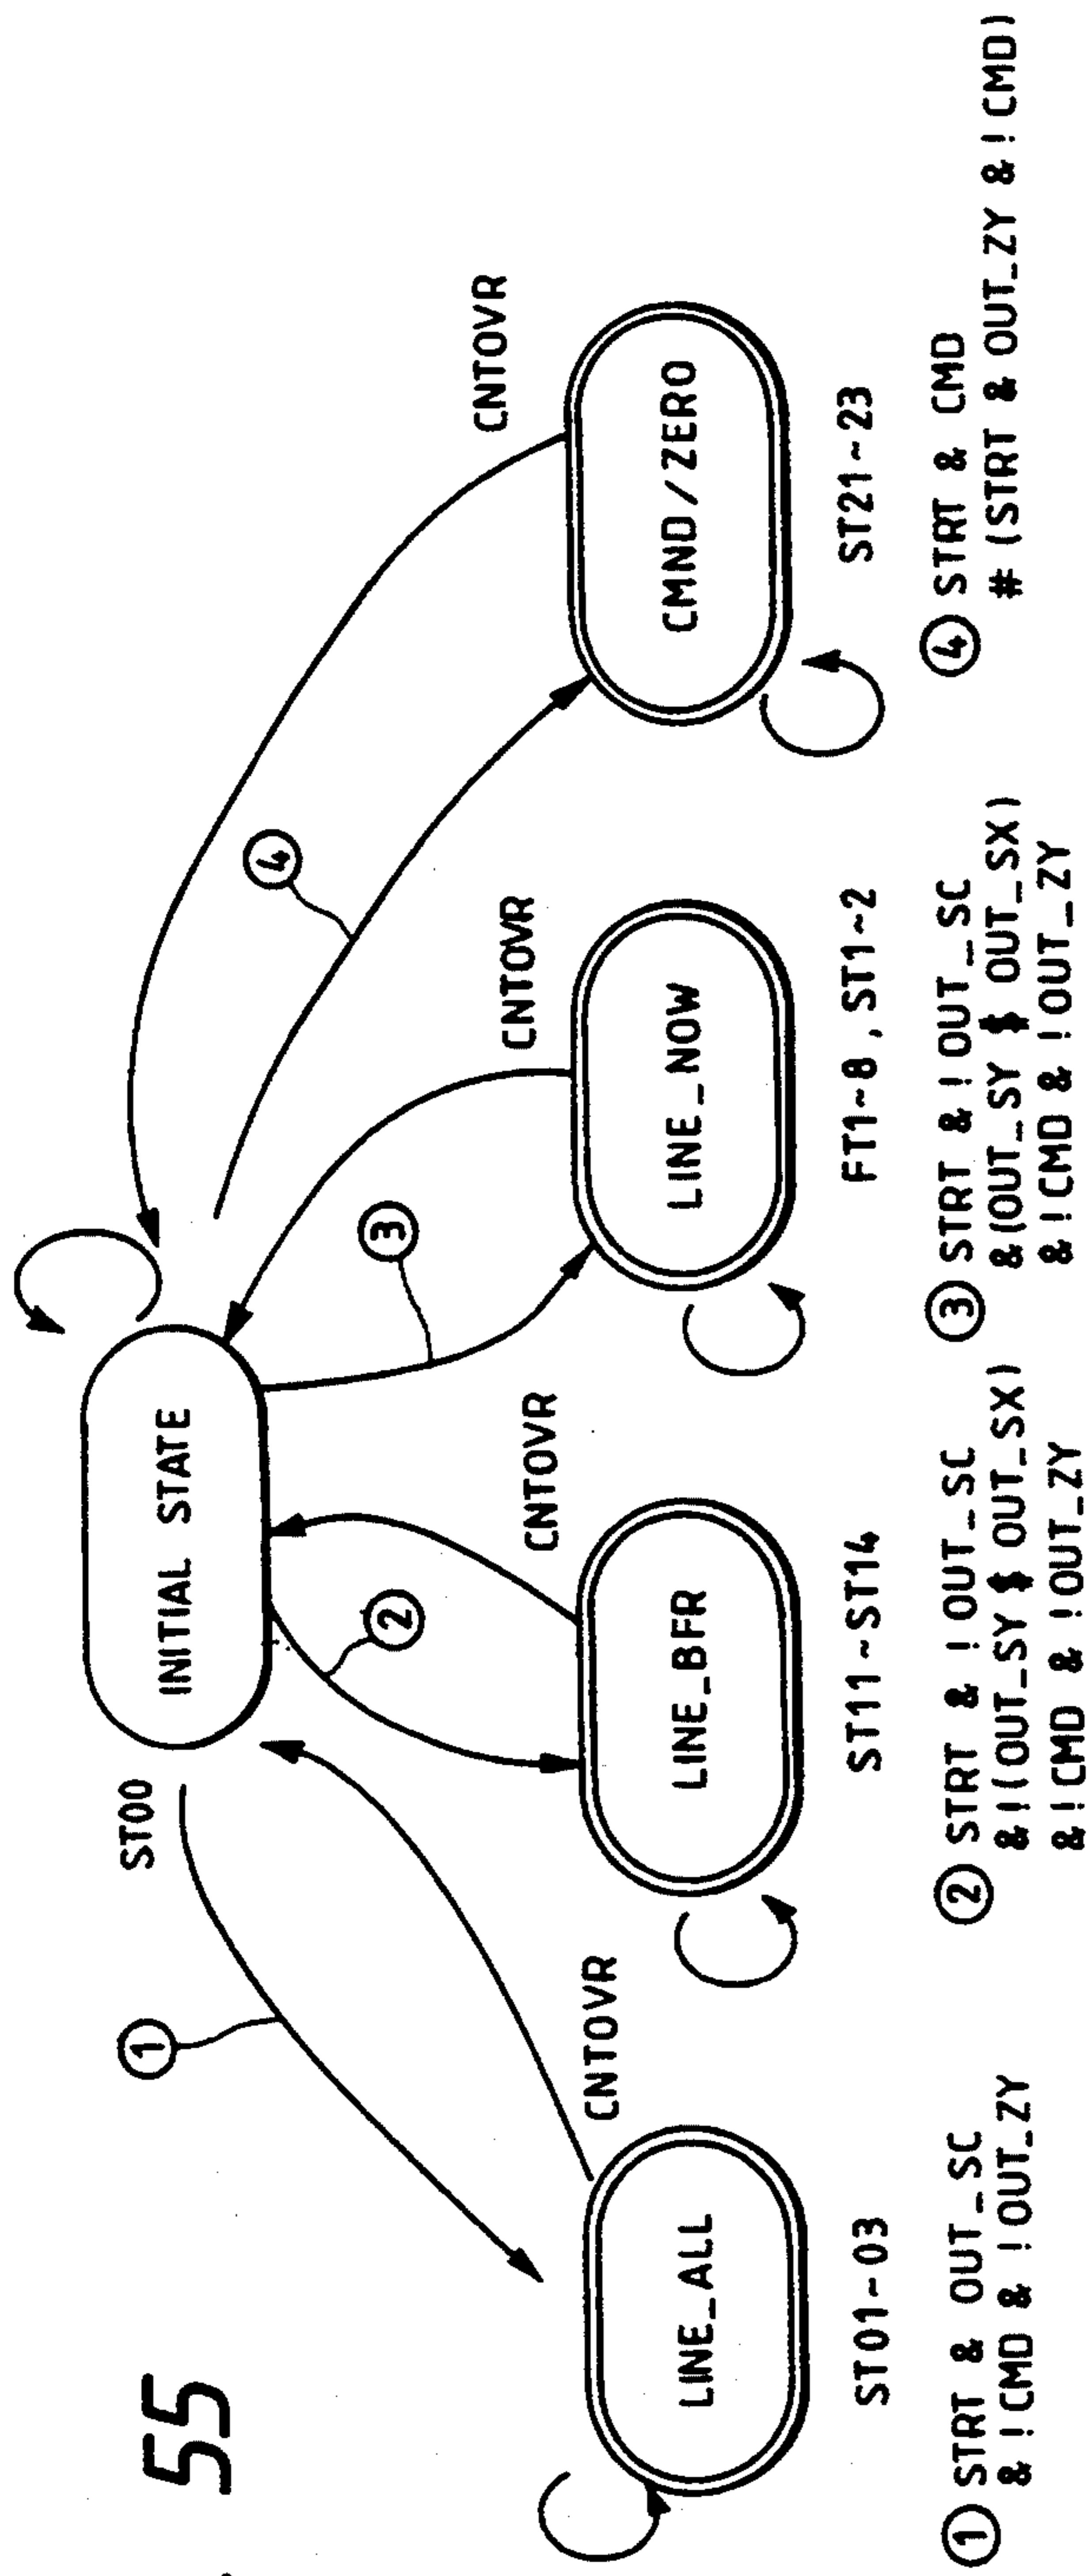 55
INITIAL STATE
ST00
①
②
③
④
CNTOVR
CNTOVR
CNTOVR
CNTOVR
LINE_ALL
LINE_BFR
LINE_NOW
CMND/ZERO
ST01~03
ST11~ST14
FT1~8, ST1~2
ST21~23
① STRT & OUT_SC
& !CMD & !OUT_ZY
② STRT & !OUT_SC
& !(OUT_SY $ OUT_SX)
& !CMD & !OUT_ZY
③ STRT & !OUT_SC
& (OUT_SY $ OUT_SX)
& !CMD & !OUT_ZY
④ STRT & CMD
# (STRT & OUT_ZY & !CMD)